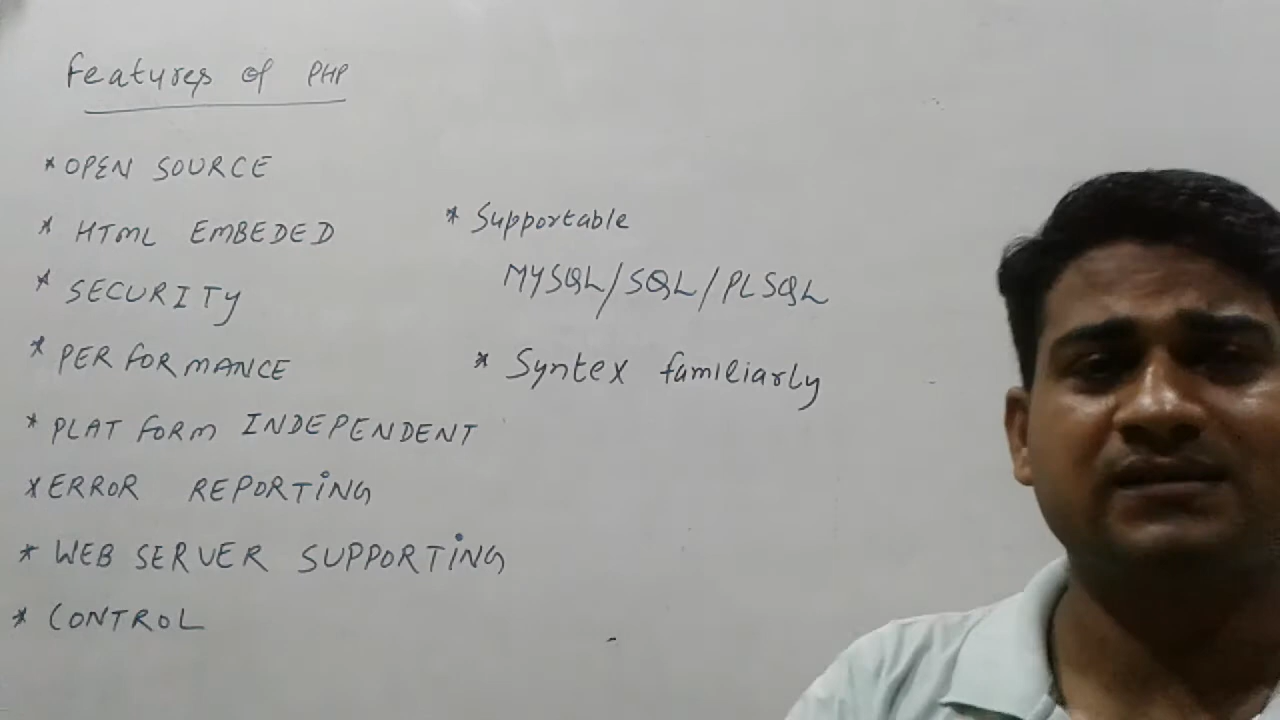 Features of PHP
* OPEN SOURCE
* HTML EMBEDED
* SECURITY
* PERFORMANCE
* PLATFORM INDEPENDENT
* ERROR REPORTING
* WEB SERVER SUPPORTING
* CONTROL
* Supportable
MYSQL/SQL/PLSQL
* Syntex familiarly